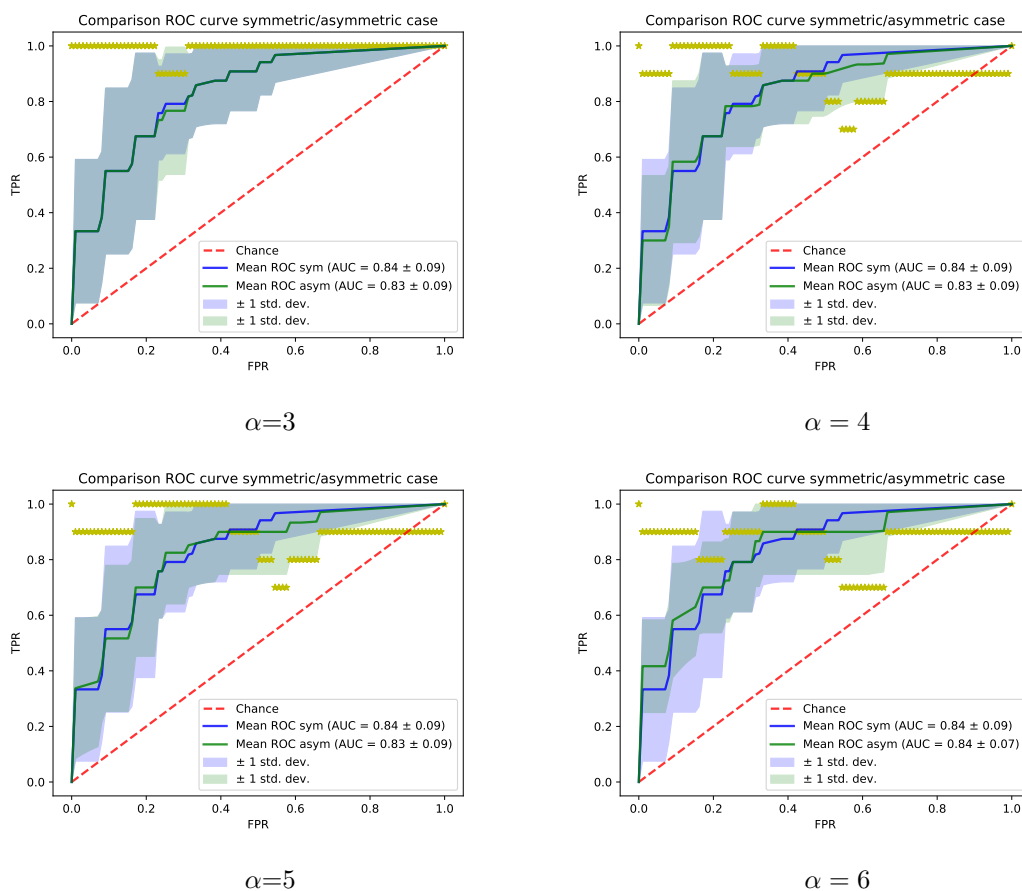 Comparison ROC curve symmetric/asymmetric case
1.0
0.8
0.6
0.4
0.2
0.0
TPR
Chance
Mean ROC sym (AUC = 0.84 ± 0.09)
Mean ROC asym (AUC = 0.83 ± 0.09)
± 1 std. dev.
± 1 std. dev.
0.0 0.2 0.4 0.6 0.8 1.0
FPR
α=3
Comparison ROC curve symmetric/asymmetric case
1.0
0.8
0.6
0.4
0.2
0.0
TPR
Chance
Mean ROC sym (AUC = 0.84 ± 0.09)
Mean ROC asym (AUC = 0.83 ± 0.09)
± 1 std. dev.
± 1 std. dev.
0.0 0.2 0.4 0.6 0.8 1.0
FPR
α = 4
Comparison ROC curve symmetric/asymmetric case
1.0
0.8
0.6
0.4
0.2
0.0
TPR
Chance
Mean ROC sym (AUC = 0.84 ± 0.09)
Mean ROC asym (AUC = 0.83 ± 0.09)
± 1 std. dev.
± 1 std. dev.
0.0 0.2 0.4 0.6 0.8 1.0
FPR
α=5
Comparison ROC curve symmetric/asymmetric case
1.0
0.8
0.6
0.4
0.2
0.0
TPR
Chance
Mean ROC sym (AUC = 0.84 ± 0.09)
Mean ROC asym (AUC = 0.84 ± 0.07)
± 1 std. dev.
± 1 std. dev.
0.0 0.2 0.4 0.6 0.8 1.0
FPR
α = 6